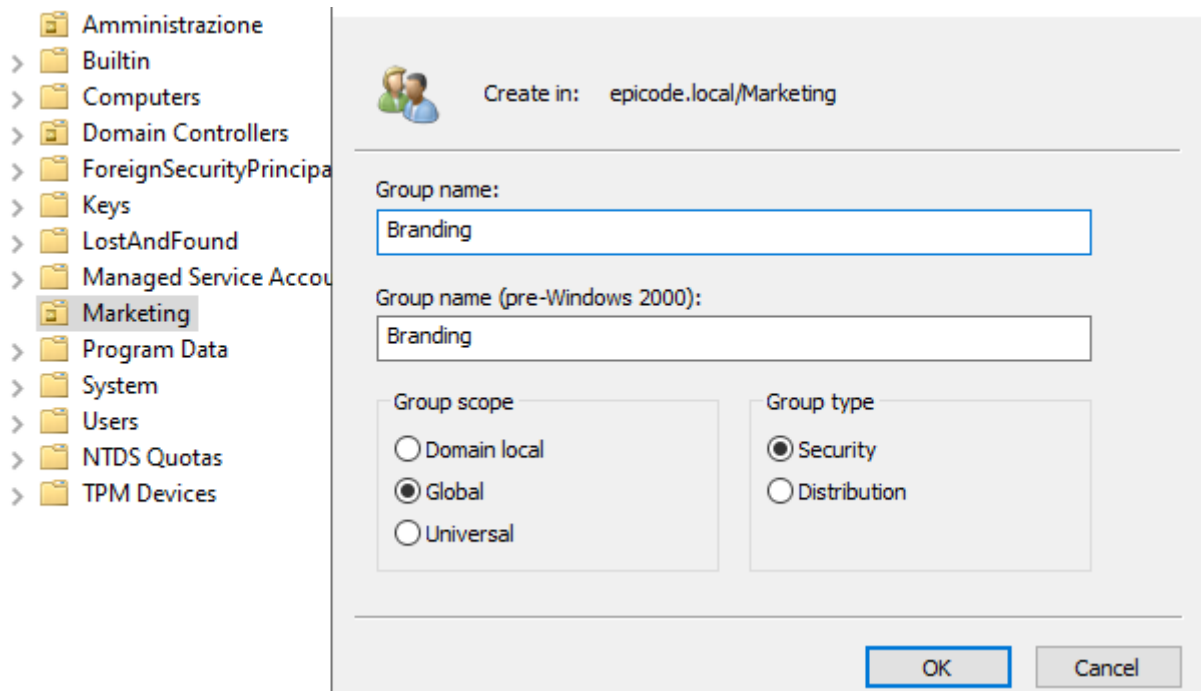 Amministrazione
Builtin
Computers
Domain Controllers
ForeignSecurityPrincipa
Keys
LostAndFound
Managed Service Accou
Marketing
Program Data
System
Users
NTDS Quotas
TPM Devices
Create in: epicode.local/Marketing
Group name:
Branding
Group name (pre-Windows 2000):
Branding
Group scope
Domain local
Global
Universal
Group type
Security
Distribution
OK
Cancel